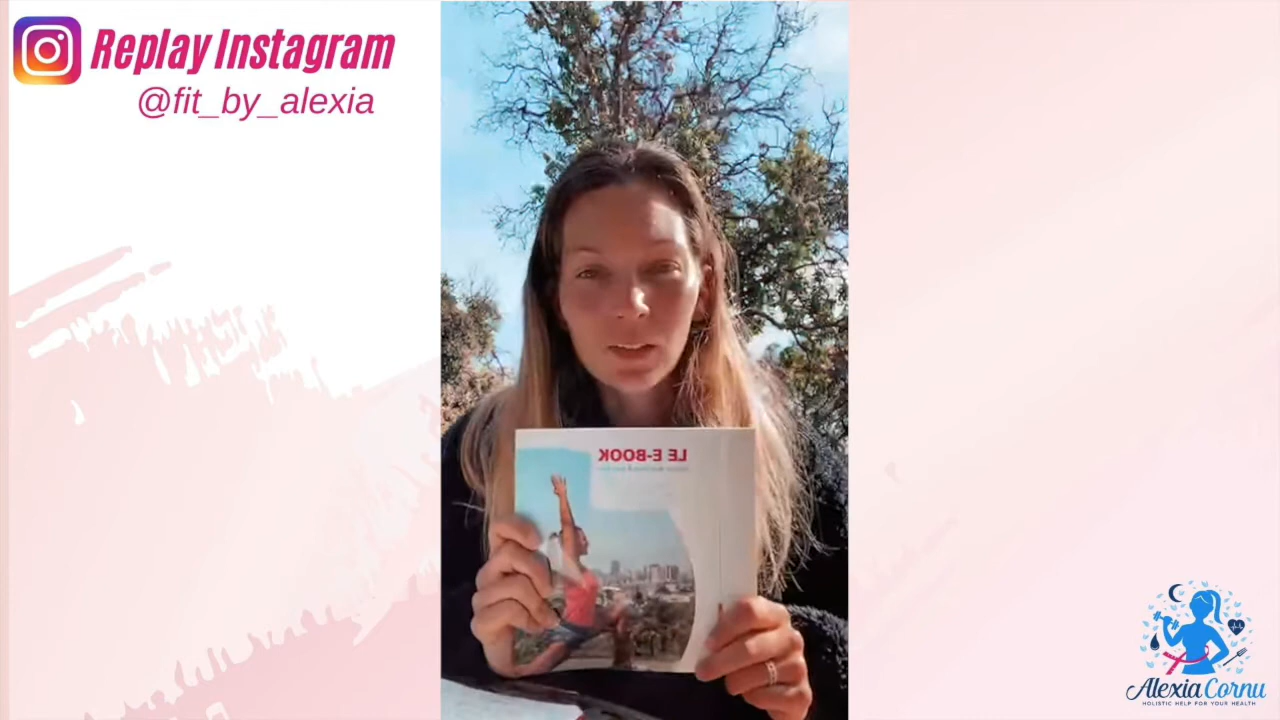 Replay Instagram
@fit_by_alexia
LE E-BOOK
Alexia Cornu
HOLISTIC HELP FOR YOUR HEALTH